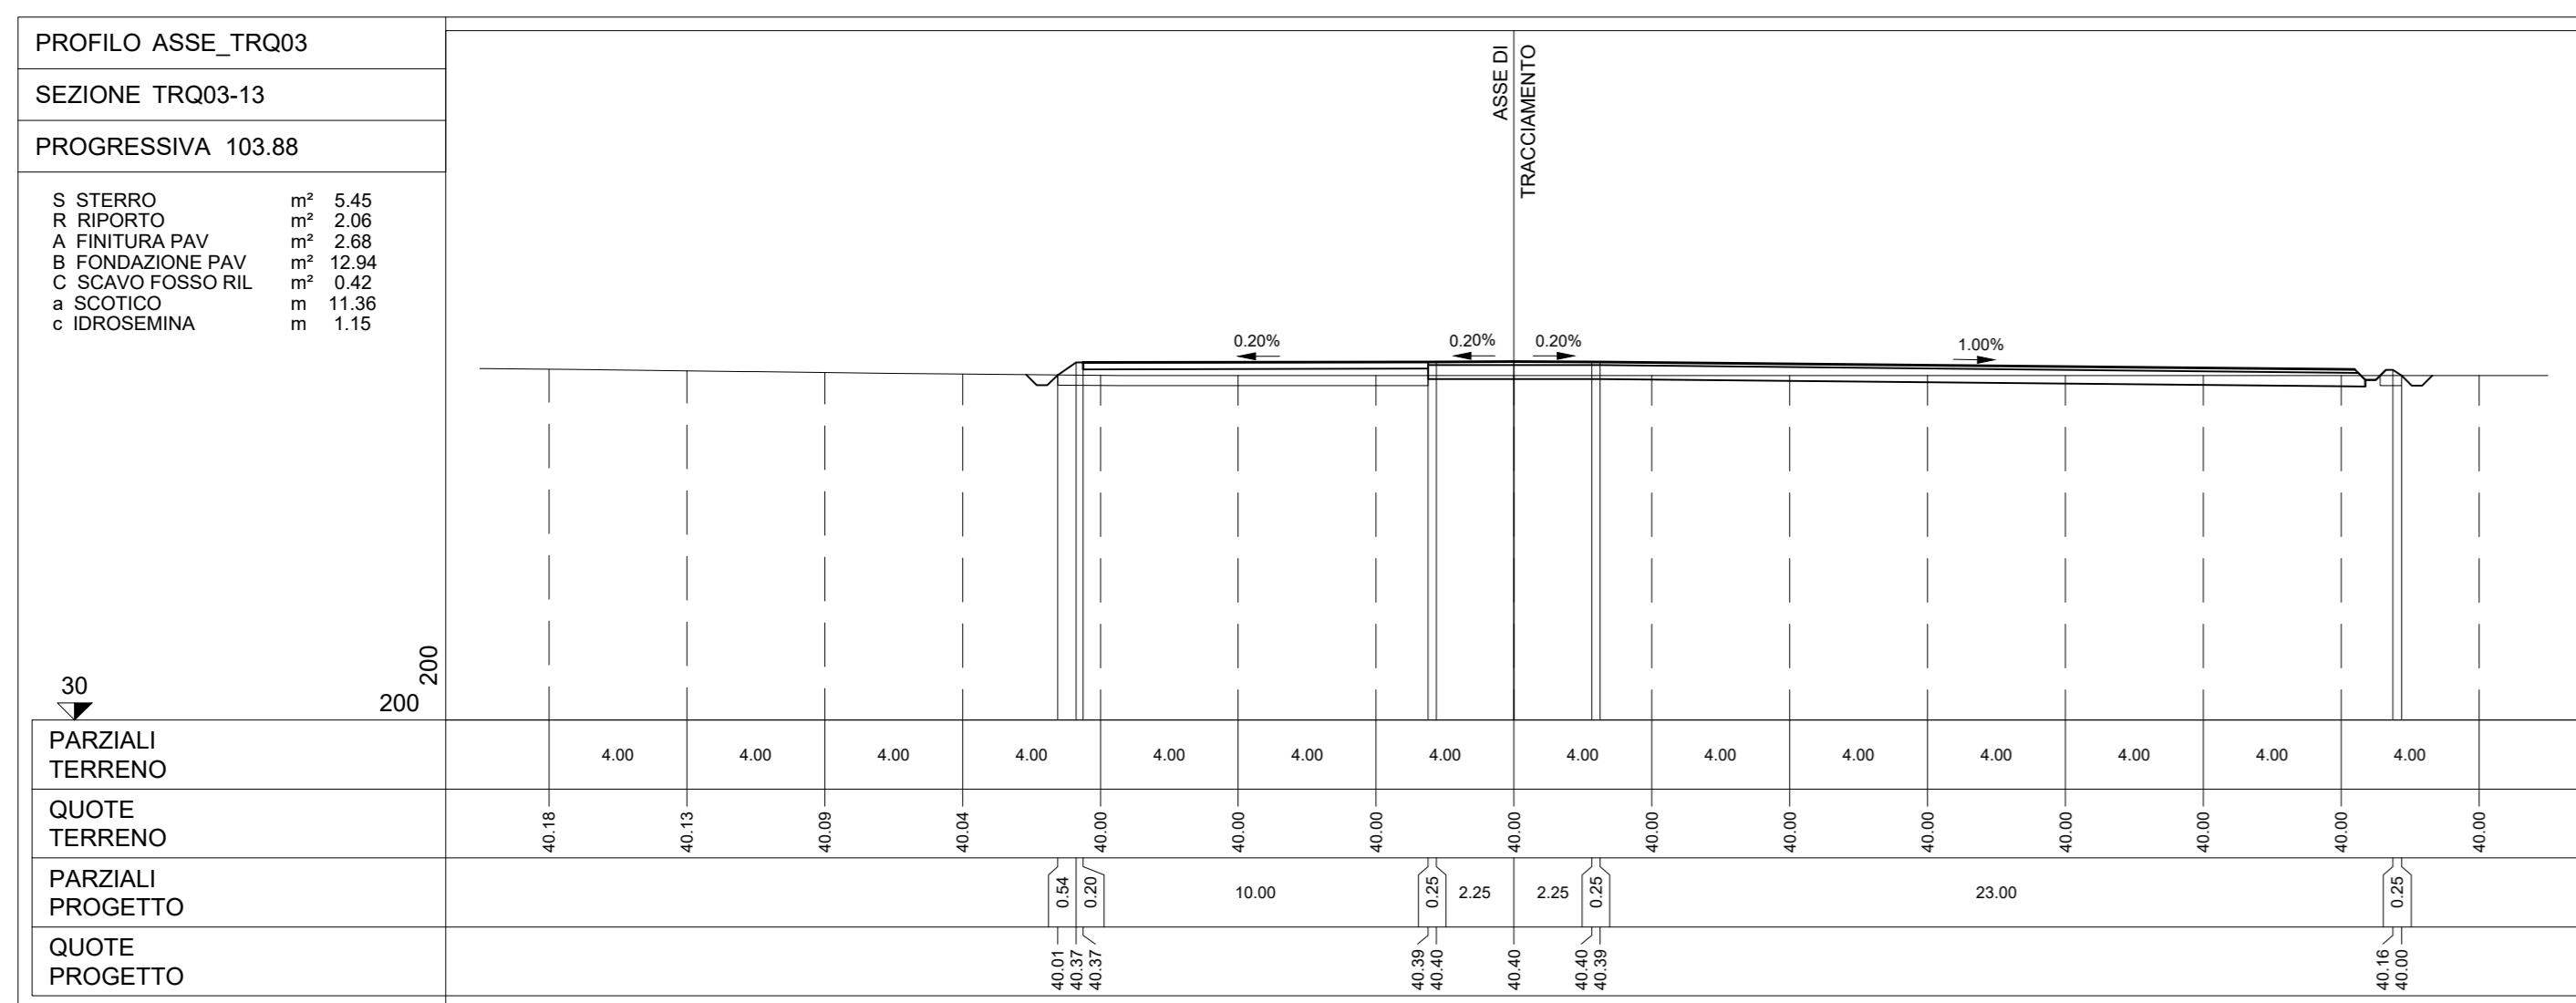 PROFILO ASSE_TRQ03
SEZIONE TRQ03-13
PROGRESSIVA 103.88
S STERRO m² 5.45
R RIPORTO m² 2.06
A FINITURA PAV m² 2.68
B FONDAZIONE PAV m² 12.94
C SCAVO FOSSO RIL m² 0.42
a SCOTICO m 11.36
c IDROSEMINA m 1.15
ASSE DI
TRACCIAMENTO
0.20% 0.20% 0.20% 1.00%
30
200
200
PARZIALI
TERRENO
4.00 4.00 4.00 4.00 4.00 4.00 4.00 4.00 4.00 4.00 4.00 4.00 4.00 4.00
QUOTE
TERRENO
40.18 40.13 40.09 40.04 40.00 40.00 40.00 40.00 40.00 40.00 40.00 40.00 40.00 40.00 40.00
PARZIALI
PROGETTO
0.54 0.20 10.00 0.25 2.25 2.25 0.25 23.00 0.25
QUOTE
PROGETTO
40.01 40.37 40.37 40.39 40.40 40.40 40.40 40.39 40.16 40.00